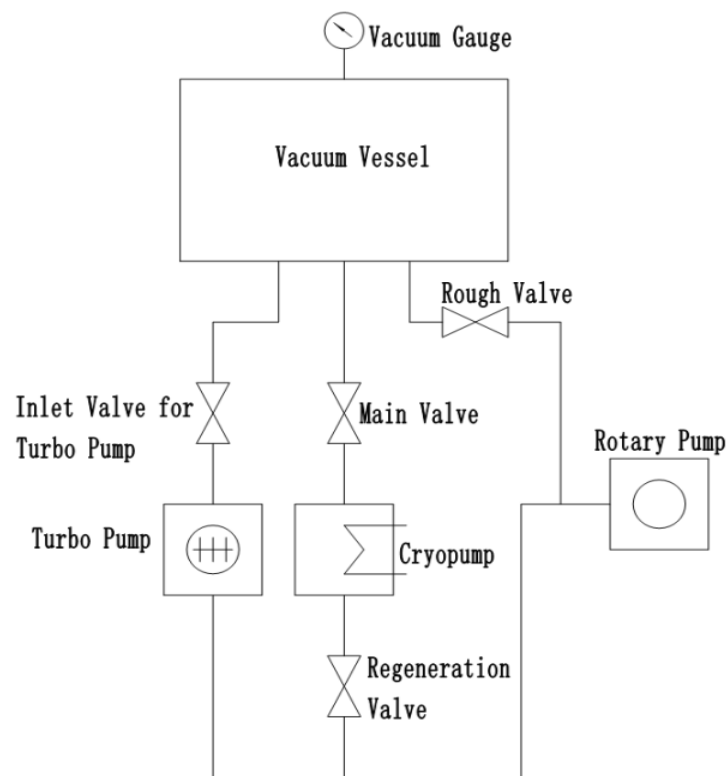 Vacuum Gauge
Vacuum Vessel
Rough Valve
Inlet Valve for
Turbo Pump
Main Valve
Rotary Pump
Turbo Pump
Cryopump
Regeneration
Valve